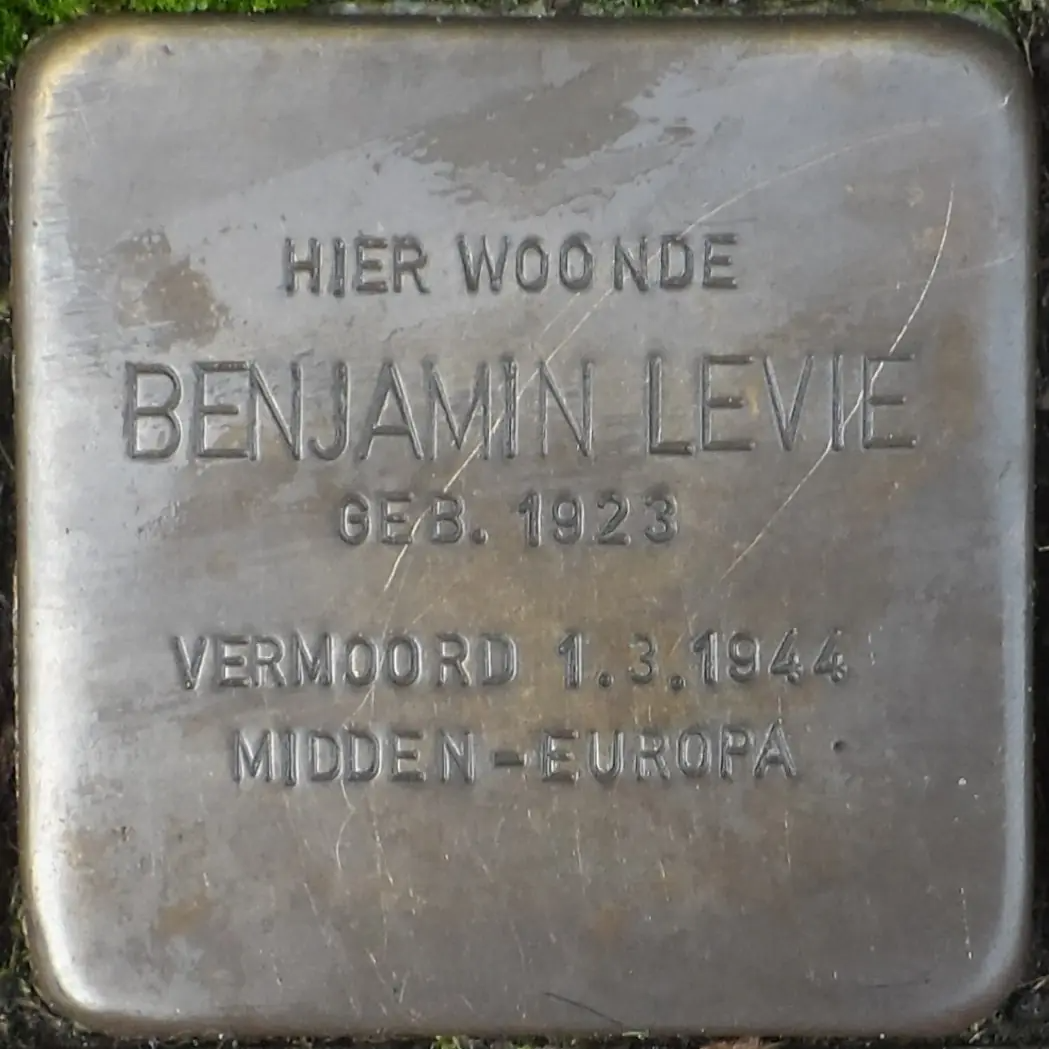 HIER WOONDE
BENJAMIN LEVIE
GEB. 1923
VERMOORD 1.3.1944
MIDDEN-EUROPA